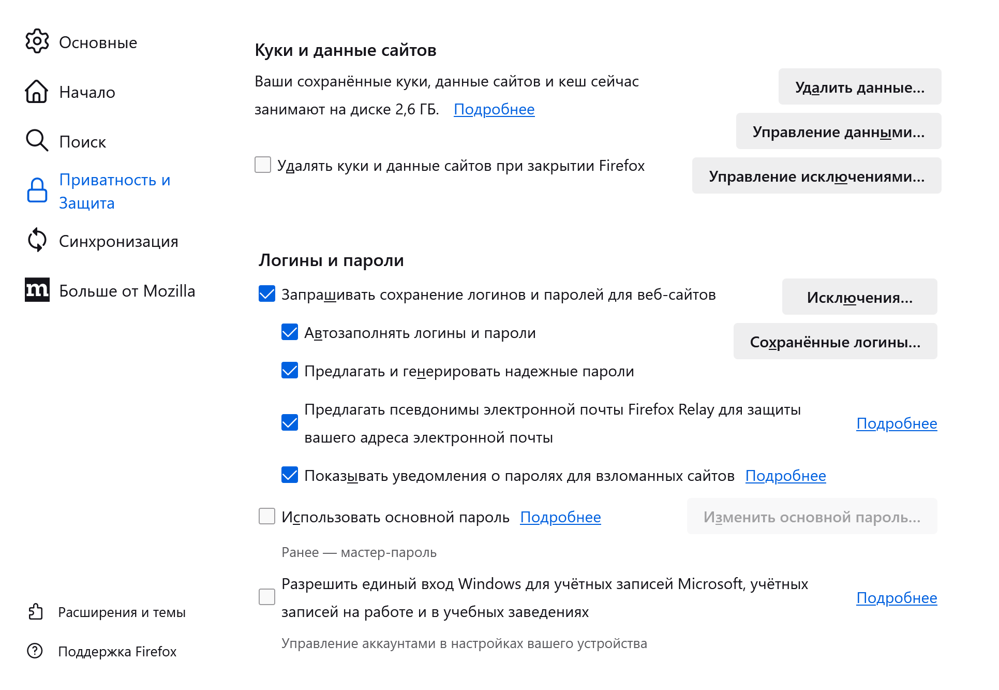 Основные
Начало
Поиск
Приватность и
Защита
Синхронизация
m Больше от Mozilla
Расширения и темы
Поддержка Firefox
Куки и данные сайтов
Ваши сохранённые куки, данные сайтов и кеш сейчас
занимают на диске 2,6 ГБ. Подробнее
Удалить данные...
Управление данными...
Удалять куки и данные сайтов при закрытии Firefox
Управление исключениями...
Логины и пароли
Запрашивать сохранение логинов и паролей для веб-сайтов
Исключения...
Автозаполнять логины и пароли
Сохранённые логины...
Предлагать и генерировать надежные пароли
Предлагать псевдонимы электронной почты Firefox Relay для защиты
вашего адреса электронной почты
Подробнее
Показывать уведомления о паролях для взломанных сайтов Подробнее
Использовать основной пароль Подробнее
Изменить основной пароль...
Ранее — мастер-пароль
Разрешить единый вход Windows для учётных записей Microsoft, учётных
записей на работе и в учебных заведениях
Подробнее
Управление аккаунтами в настройках вашего устройства